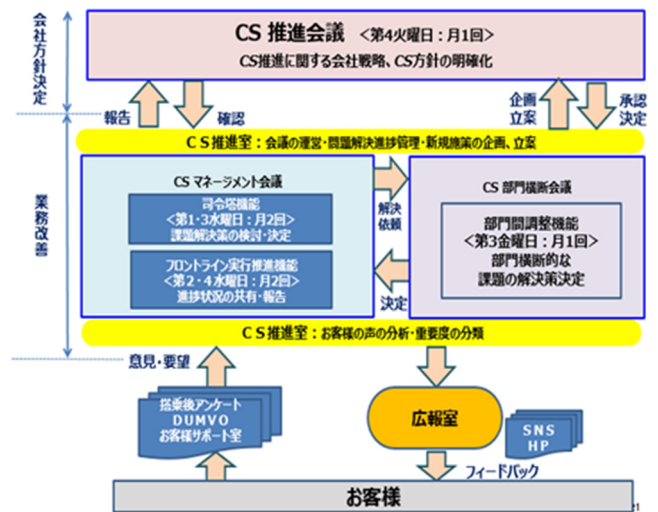 会社方針決定
CS 推進会議 <第4火曜日：月1回>
CS推進に関する会社戦略、CS方針の明確化
報告
確認
企画
立案
承認
決定
業務改善
ＣＳ推進室：会議の運営・問題解決進捗管理・新規施策の企画、立案
CS マネージメント会議
司令塔機能
<第1・3水曜日：月2回>
課題解決策の検討・決定
フロントライン実行推進機能
<第2・4水曜日：月2回>
進捗状況の共有・報告
解決
依頼
決定
CS 部門横断会議
部門間調整機能
<第3金曜日：月1回>
部門横断的な
課題の解決策決定
ＣＳ推進室：お客様の声の分析・重要度の分類
意見・要望
搭乗後アンケート
DUMVO
お客様サポート室
広報室
SNS
HP
フィードバック
お客様